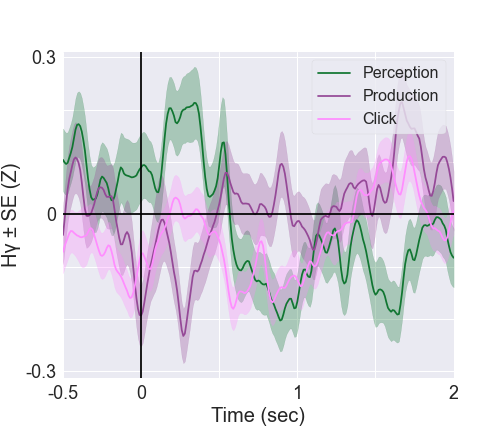 0.3
Perception
Production
Click
Hγ ± SE (Z)
0
-0.3
-0.5
0
1
2
Time (sec)